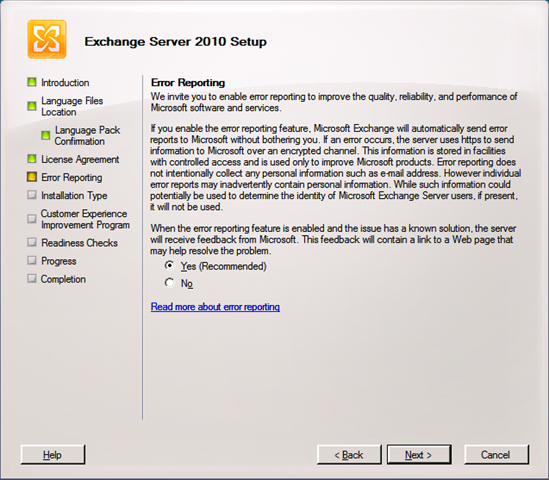 Exchange Server 2010 Setup
Introduction
Language Files
Location
Language Pack
Confirmation
License Agreement
Error Reporting
Installation Type
Customer Experience
Improvement Program
Readiness Checks
Progress
Completion
Error Reporting
We invite you to enable error reporting to improve the quality, reliability, and performance of
Microsoft software and services.
If you enable the error reporting feature, Microsoft Exchange will automatically send error
reports to Microsoft without bothering you. If an error occurs, the server uses https to send
information to Microsoft over an encrypted channel. This information is stored in facilities
with controlled access and is used only to improve Microsoft products. Error reporting does
not intentionally collect any personal information such as e-mail address. However individual
error reports may inadvertently contain personal information. While such information could
potentially be used to determine the identity of Microsoft Exchange Server users, if present,
it will not be used.
When the error reporting feature is enabled and the issue has a known solution, the server
will receive feedback from Microsoft. This feedback will contain a link to a Web page that
may help resolve the problem.
Yes (Recommended)
No
Read more about error reporting
Help
< Back
Next >
Cancel